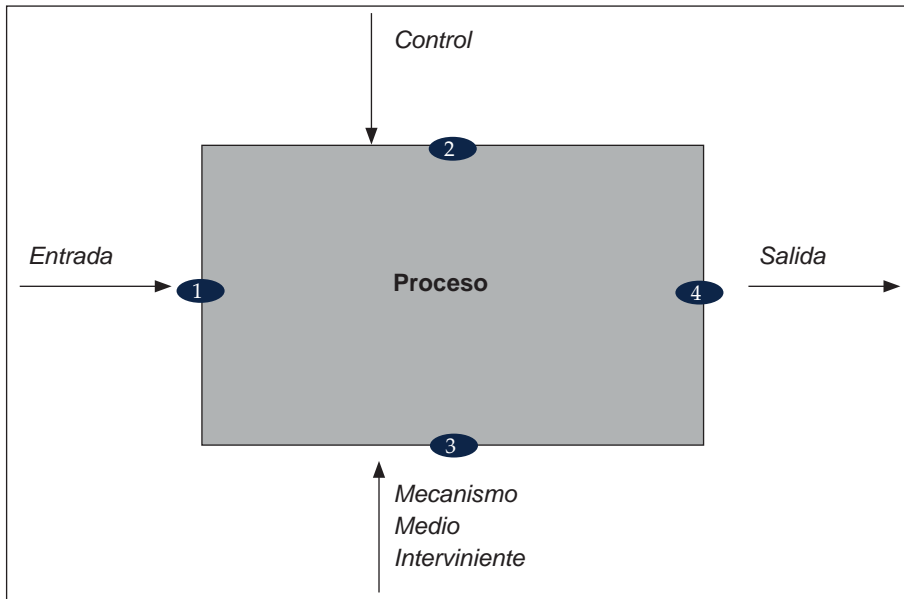 Control
2
Entrada
Salida
Proceso
1
4
3
Mecanismo
Medio
Interviniente